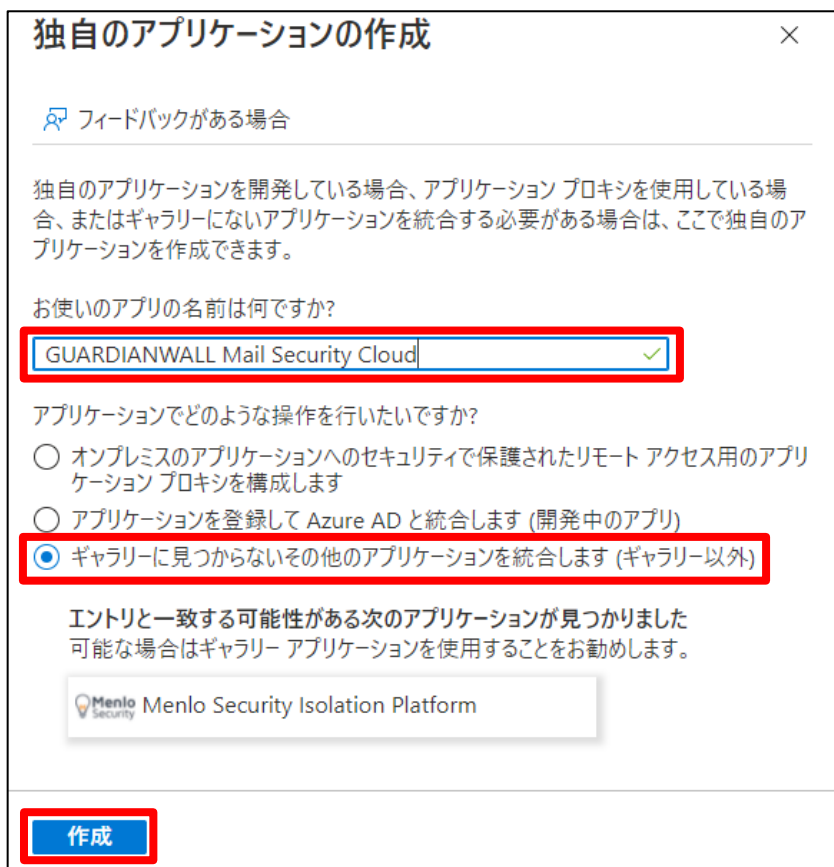 独自のアプリケーションの作成
フィードバックがある場合
独自のアプリケーションを開発している場合、アプリケーション プロキシを使用している場
合、またはギャラリーにないアプリケーションを統合する必要がある場合は、ここで独自のア
プリケーションを作成できます。
お使いのアプリの名前は何ですか?
GUARDIANWALL Mail Security Cloud
アプリケーションでどのような操作を行いたいですか?
オンプレミスのアプリケーションへのセキュリティで保護されたリモート アクセス用のアプリ
ケーション プロキシを構成します
アプリケーションを登録して Azure AD と統合します (開発中のアプリ)
ギャラリーに見つからないその他のアプリケーションを統合します (ギャラリー以外)
エントリと一致する可能性がある次のアプリケーションが見つかりました
可能な場合はギャラリー アプリケーションを使用することをお勧めします。
Menlo Security Menlo Security Isolation Platform
作成